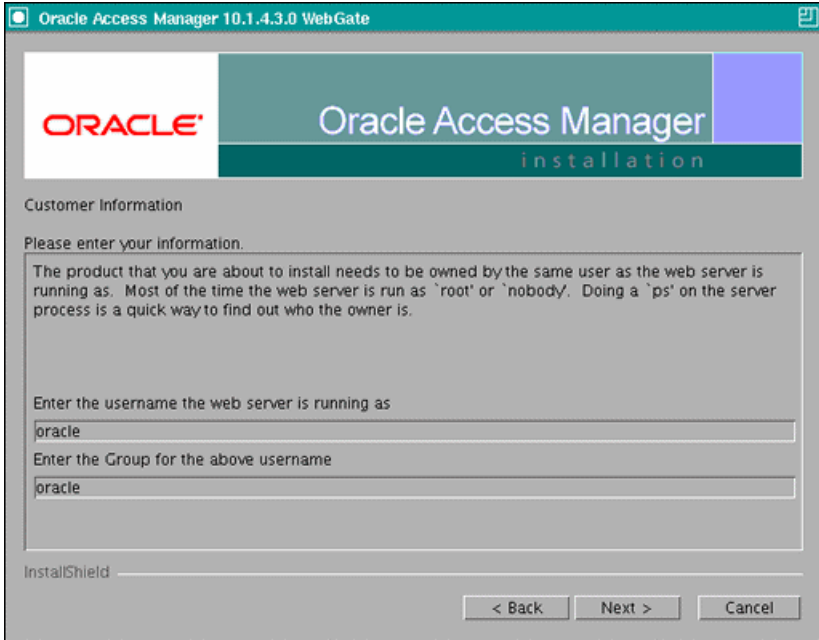 Oracle Access Manager 10.1.4.3.0 WebGate
ORACLE®
Oracle Access Manager
installation
Customer Information
Please enter your information.
The product that you are about to install needs to be owned by the same user as the web server is
running as. Most of the time the web server is run as `root' or `nobody'. Doing a `ps' on the server
process is a quick way to find out who the owner is.
Enter the username the web server is running as
oracle
Enter the Group for the above username
oracle
InstallShield
< Back Next > Cancel